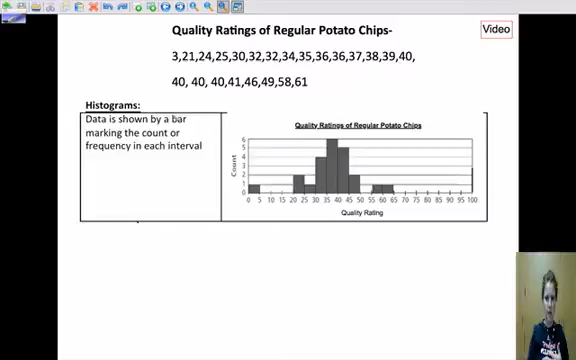 Quality Ratings of Regular Potato Chips-
Video
3,21,24,25,30,32,32,34,35,36,36,37,38,39,40,
40, 40, 40,41,46,49,58,61
Histograms:
Data is shown by a bar
marking the count or
frequency in each interval
Quality Ratings of Regular Potato Chips
Count
6
5
4
3
2
1
0
0 5 10 15 20 25 30 35 40 45 50 55 60 65 70 75 80 85 90 95 100
Quality Rating